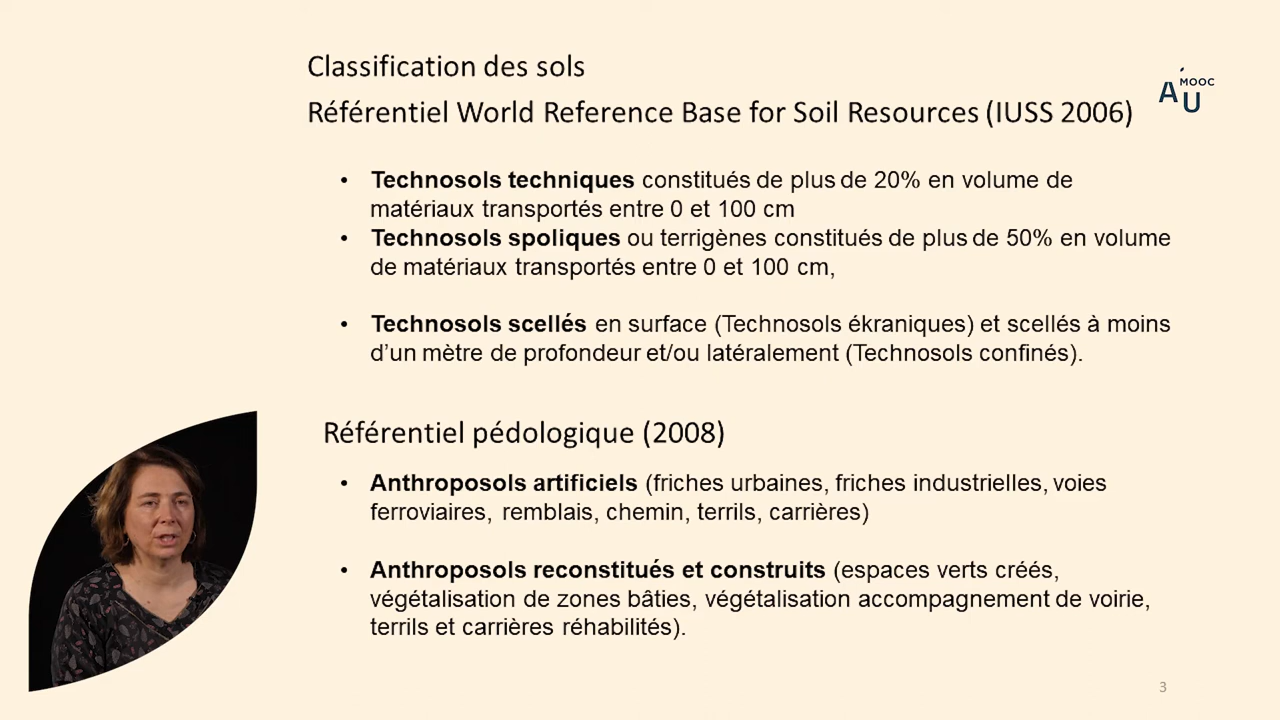 Classification des sols
Référentiel World Reference Base for Soil Resources (IUSS 2006)
MOOC
AU
• Technosols techniques constitués de plus de 20% en volume de
matériaux transportés entre 0 et 100 cm
• Technosols spoliques ou terrigènes constitués de plus de 50% en volume
de matériaux transportés entre 0 et 100 cm,
• Technosols scellés en surface (Technosols ékraniques) et scellés à moins
d'un mètre de profondeur et/ou latéralement (Technosols confinés).
Référentiel pédologique (2008)
• Anthroposols artificiels (friches urbaines, friches industrielles, voies
ferroviaires, remblais, chemin, terrils, carrières)
• Anthroposols reconstitués et construits (espaces verts créés,
végétalisation de zones bâties, végétalisation accompagnement de voirie,
terrils et carrières réhabilités).
3